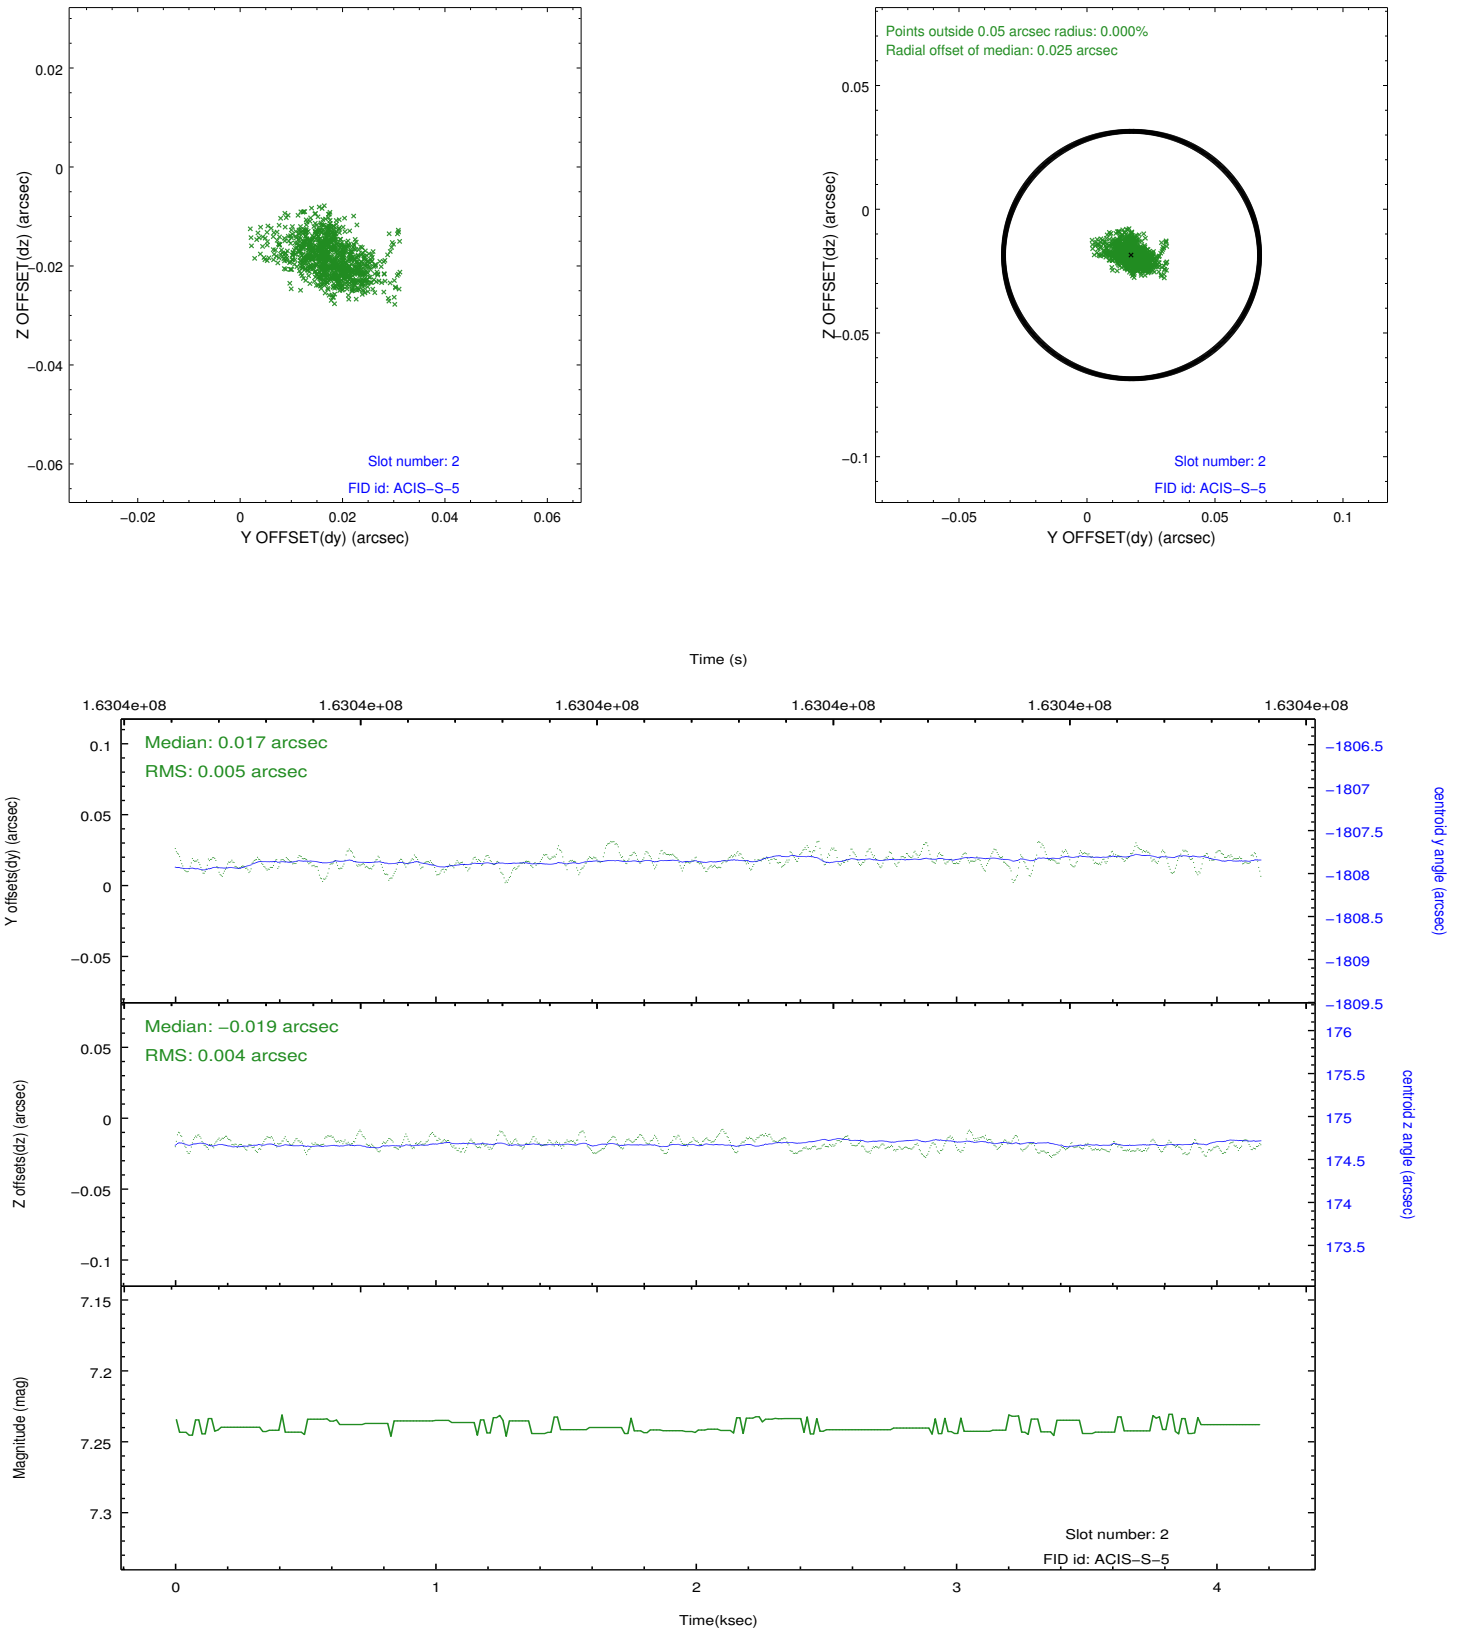 0.02
0
−0.02
−0.04
−0.06
Z OFFSET(dz) (arcsec)
Slot number: 2
FID id: ACIS−S−5
−0.02 0 0.02 0.04 0.06
Y OFFSET(dy) (arcsec)
Points outside 0.05 arcsec radius: 0.000%
Radial offset of median: 0.025 arcsec
0.05
0
−0.05
−0.1
Z OFFSET(dz) (arcsec)
Slot number: 2
FID id: ACIS−S−5
−0.05 0 0.05 0.1
Y OFFSET(dy) (arcsec)
Time (s)
1.6304e+08 1.6304e+08 1.6304e+08 1.6304e+08 1.6304e+08 1.6304e+08
Median: 0.017 arcsec
RMS: 0.005 arcsec
0.1
0.05
0
−0.05
Y offsets(dy) (arcsec)
−1806.5
−1807
−1807.5
−1808
−1808.5
−1809
−1809.5
centroid y angle (arcsec)
Median: −0.019 arcsec
RMS: 0.004 arcsec
0.05
0
−0.05
−0.1
Z offsets(dz) (arcsec)
176
175.5
175
174.5
174
173.5
centroid z angle (arcsec)
7.15
7.2
7.25
7.3
Magnitude (mag)
Slot number: 2
FID id: ACIS−S−5
0 1 2 3 4
Time(ksec)